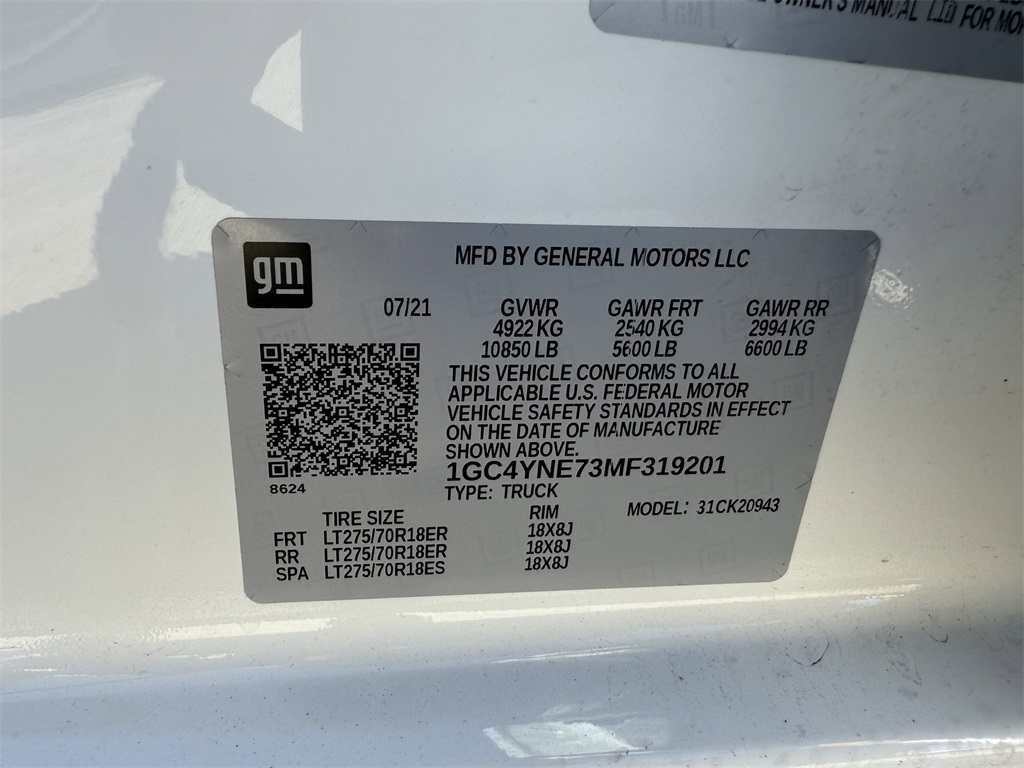 OWNER'S MANUAL
FOR
gm
MFD BY GENERAL MOTORS LLC
07/21 GVWR GAWR FRT GAWR RR
4922 KG 2540 KG 2994 KG
10850 LB 5600 LB 6600 LB
THIS VEHICLE CONFORMS TO ALL
APPLICABLE U.S. FEDERAL MOTOR
VEHICLE SAFETY STANDARDS IN EFFECT
ON THE DATE OF MANUFACTURE
SHOWN ABOVE.
1GC4YNE73MF319201
8624
TYPE: TRUCK
MODEL: 31CK20943
TIRE SIZE RIM
FRT LT275/70R18ER 18X8J
RR LT275/70R18ER 18X8J
SPA LT275/70R18ES 18X8J